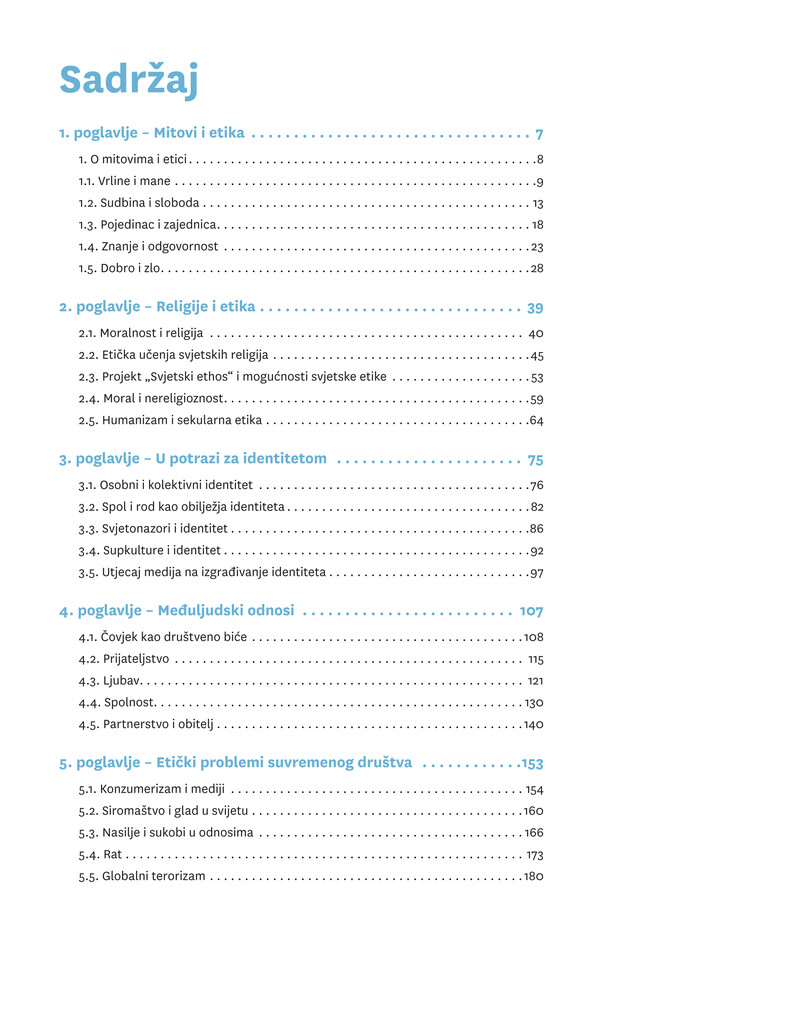 Sadržaj
1. poglavlje – Mitovi i etika . . . . . . . . . . . . . . . . . . . . . . . . . . . . . . . . . 7
1. O mitovima i etici . . . . . . . . . . . . . . . . . . . . . . . . . . . . . . . . . . . . . . . . . . . . . . . . . .8
1.1. Vrline i mane . . . . . . . . . . . . . . . . . . . . . . . . . . . . . . . . . . . . . . . . . . . . . . . . . . . .9
1.2. Sudbina i sloboda . . . . . . . . . . . . . . . . . . . . . . . . . . . . . . . . . . . . . . . . . . . . . . . 13
1.3. Pojedinac i zajednica. . . . . . . . . . . . . . . . . . . . . . . . . . . . . . . . . . . . . . . . . . . . . 18
1.4. Znanje i odgovornost . . . . . . . . . . . . . . . . . . . . . . . . . . . . . . . . . . . . . . . . . . . .23
1.5. Dobro i zlo. . . . . . . . . . . . . . . . . . . . . . . . . . . . . . . . . . . . . . . . . . . . . . . . . . . . .28
2. poglavlje – Religije i etika . . . . . . . . . . . . . . . . . . . . . . . . . . . . . . . 39
2.1. Moralnost i religija . . . . . . . . . . . . . . . . . . . . . . . . . . . . . . . . . . . . . . . . . . . . . 40
2.2. Etička učenja svjetskih religija . . . . . . . . . . . . . . . . . . . . . . . . . . . . . . . . . . . . .45
2.3. Projekt „Svjetski ethos“ i mogućnosti svjetske etike . . . . . . . . . . . . . . . . . . . .53
2.4. Moral i nereligioznost. . . . . . . . . . . . . . . . . . . . . . . . . . . . . . . . . . . . . . . . . . . .59
2.5. Humanizam i sekularna etika . . . . . . . . . . . . . . . . . . . . . . . . . . . . . . . . . . . . . .64
3. poglavlje – U potrazi za identitetom . . . . . . . . . . . . . . . . . . . . . . 75
3.1. Osobni i kolektivni identitet . . . . . . . . . . . . . . . . . . . . . . . . . . . . . . . . . . . . . . .76
3.2. Spol i rod kao obilježja identiteta . . . . . . . . . . . . . . . . . . . . . . . . . . . . . . . . . . .82
3.3. Svjetonazori i identitet . . . . . . . . . . . . . . . . . . . . . . . . . . . . . . . . . . . . . . . . . . .86
3.4. Supkulture i identitet . . . . . . . . . . . . . . . . . . . . . . . . . . . . . . . . . . . . . . . . . . . .92
3.5. Utjecaj medija na izgrađivanje identiteta . . . . . . . . . . . . . . . . . . . . . . . . . . . . .97
4. poglavlje – Međuljudski odnosi . . . . . . . . . . . . . . . . . . . . . . . . . 107
4.1. Čovjek kao društveno biće . . . . . . . . . . . . . . . . . . . . . . . . . . . . . . . . . . . . . . .108
4.2. Prijateljstvo . . . . . . . . . . . . . . . . . . . . . . . . . . . . . . . . . . . . . . . . . . . . . . . . . . 115
4.3. Ljubav. . . . . . . . . . . . . . . . . . . . . . . . . . . . . . . . . . . . . . . . . . . . . . . . . . . . . . . 121
4.4. Spolnost. . . . . . . . . . . . . . . . . . . . . . . . . . . . . . . . . . . . . . . . . . . . . . . . . . . . . 130
4.5. Partnerstvo i obitelj . . . . . . . . . . . . . . . . . . . . . . . . . . . . . . . . . . . . . . . . . . . .140
5. poglavlje – Etički problemi suvremenog društva . . . . . . . . . . . .153
5.1. Konzumerizam i mediji . . . . . . . . . . . . . . . . . . . . . . . . . . . . . . . . . . . . . . . . . . 154
5.2. Siromaštvo i glad u svijetu . . . . . . . . . . . . . . . . . . . . . . . . . . . . . . . . . . . . . . .160
5.3. Nasilje i sukobi u odnosima . . . . . . . . . . . . . . . . . . . . . . . . . . . . . . . . . . . . . . 166
5.4. Rat . . . . . . . . . . . . . . . . . . . . . . . . . . . . . . . . . . . . . . . . . . . . . . . . . . . . . . . . . 173
5.5. Globalni terorizam . . . . . . . . . . . . . . . . . . . . . . . . . . . . . . . . . . . . . . . . . . . . .180